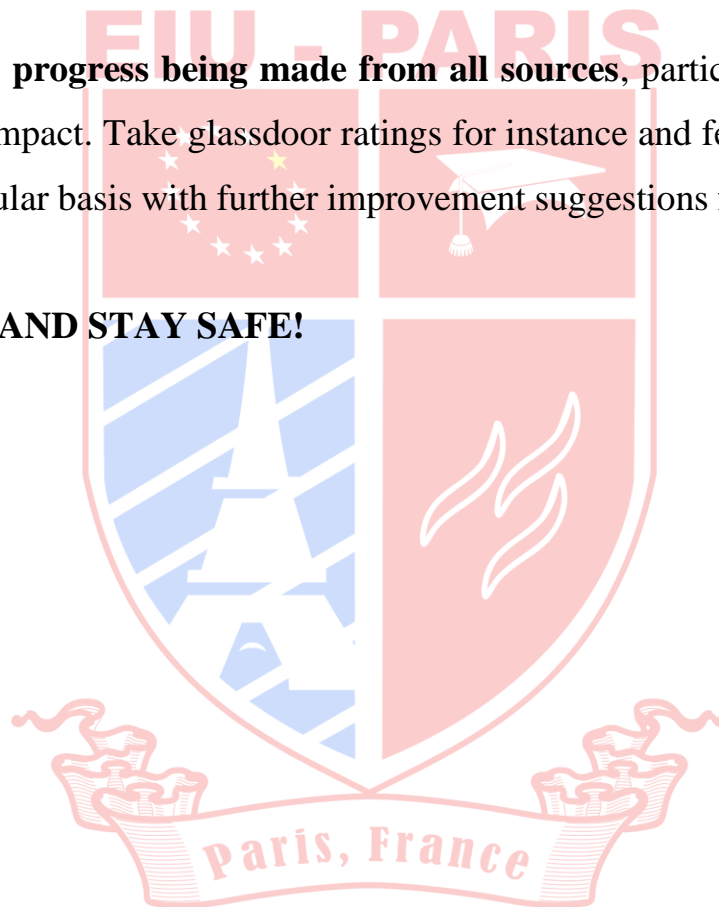 EIU - PARIS
progress being made from all sources, partic
mpact. Take glassdoor ratings for instance and fe
ular basis with further improvement suggestions
AND STAY SAFE!
Paris, France